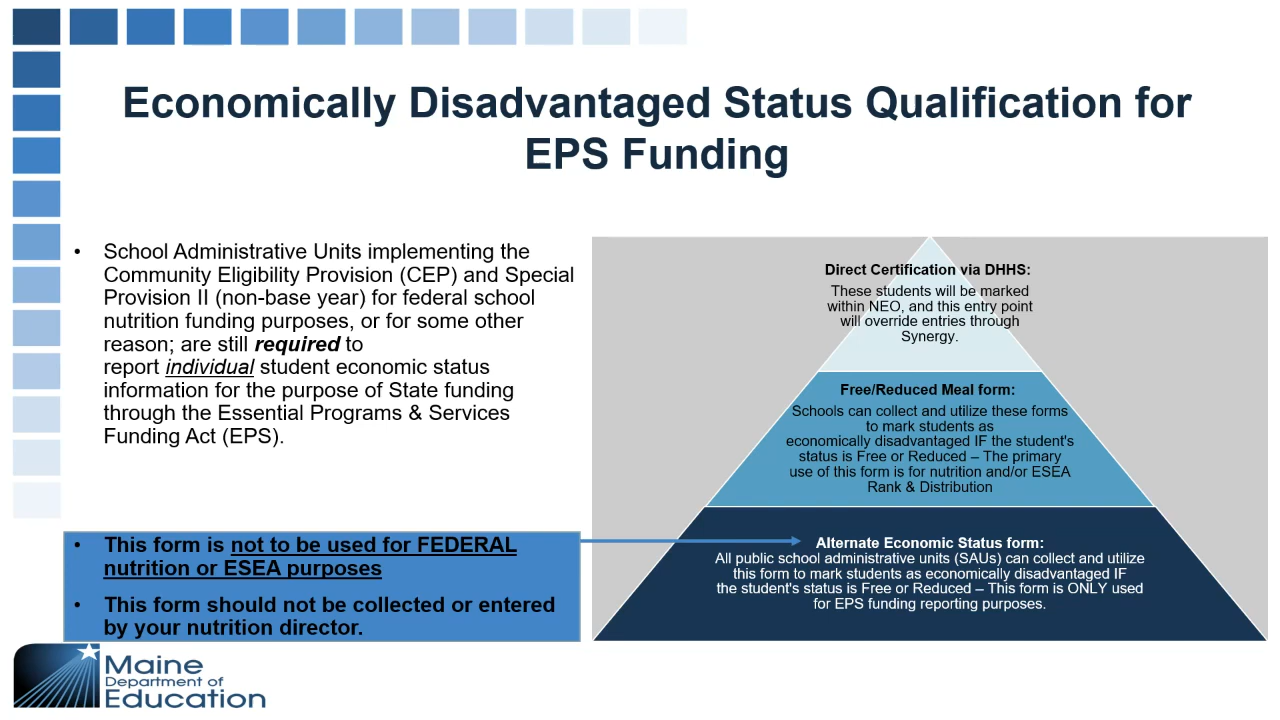 Economically Disadvantaged Status Qualification for
EPS Funding
• School Administrative Units implementing the
Community Eligibility Provision (CEP) and Special
Provision II (non-base year) for federal school
nutrition funding purposes, or for some other
reason; are still required to
report individual student economic status
information for the purpose of State funding
through the Essential Programs & Services
Funding Act (EPS).
• This form is not to be used for FEDERAL
nutrition or ESEA purposes
• This form should not be collected or entered
by your nutrition director.
Direct Certification via DHHS:
These students will be marked
within NEO, and this entry point
will override entries through
Synergy.
Free/Reduced Meal form:
Schools can collect and utilize these forms
to mark students as
economically disadvantaged IF the student's
status is Free or Reduced – The primary
use of this form is for nutrition and/or ESEA
Rank & Distribution
Alternate Economic Status form:
All public school administrative units (SAUs) can collect and utilize
this form to mark students as economically disadvantaged IF
the student's status is Free or Reduced – This form is ONLY used
for EPS funding reporting purposes.
Maine
Department of
Education